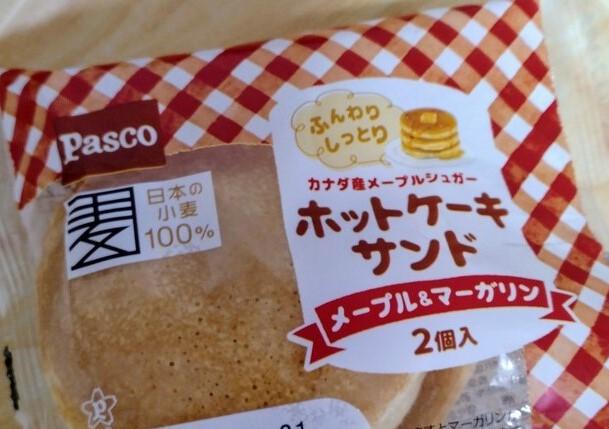 Pasco
麦
日本の
小麦
100%
ふんわり
しっとり
カナダ産メープルシュガー
ホットケーキ
サンド
メープル&マーガリン
2個入
P